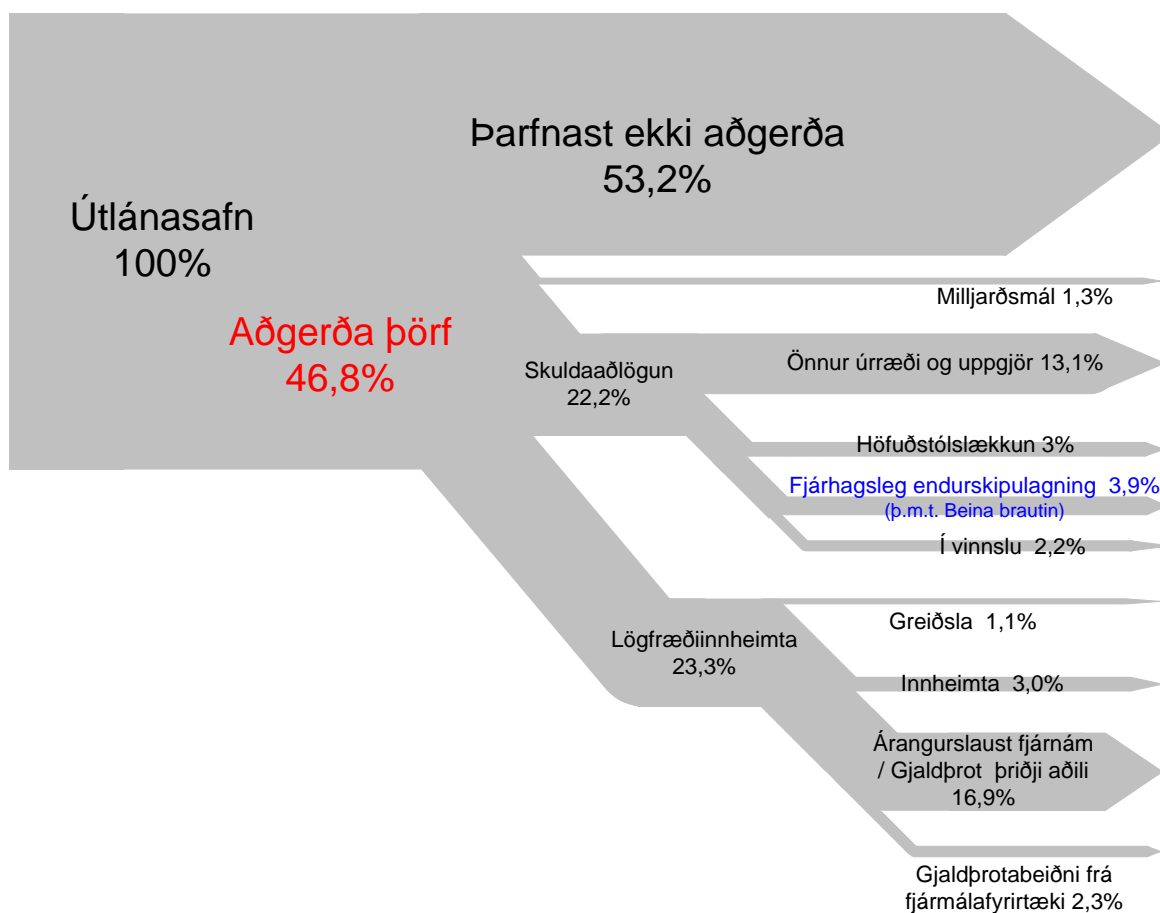 Þarfnast ekki aðgerða
53,2%
Útlánasafn
100%
Aðgerða þörf
46,8%
Milljarðsmál 1,3%
Skuldaaðlögun
22,2%
Önnur úrræði og uppgjör 13,1%
Höfuðstólslækkun 3%
Fjárhagsleg endurskipulagning 3,9%
(þ.m.t. Beina brautin)
Í vinnslu 2,2%
Lögfræðiinnheimta
23,3%
Greiðsla 1,1%
Innheimta 3,0%
Árangurslaust fjárnám
/ Gjaldþrot þriðji aðili
16,9%
Gjaldþrotabeiðni frá
fjármálafyrirtæki 2,3%